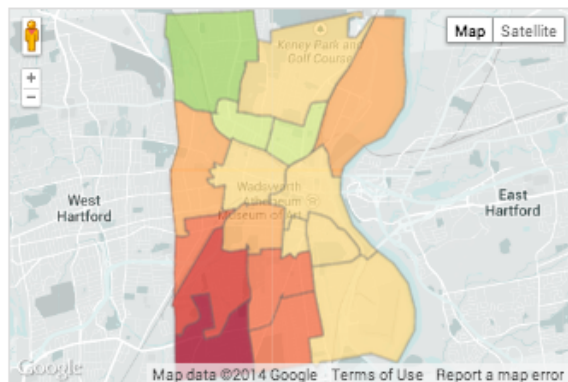 Keney Park and
Golf Course
Map Satellite
+
−
Wadsworth
Atheneum
Museum of Art
West
Hartford
East
Hartford
Google
Map data ©2014 Google Terms of Use Report a map error